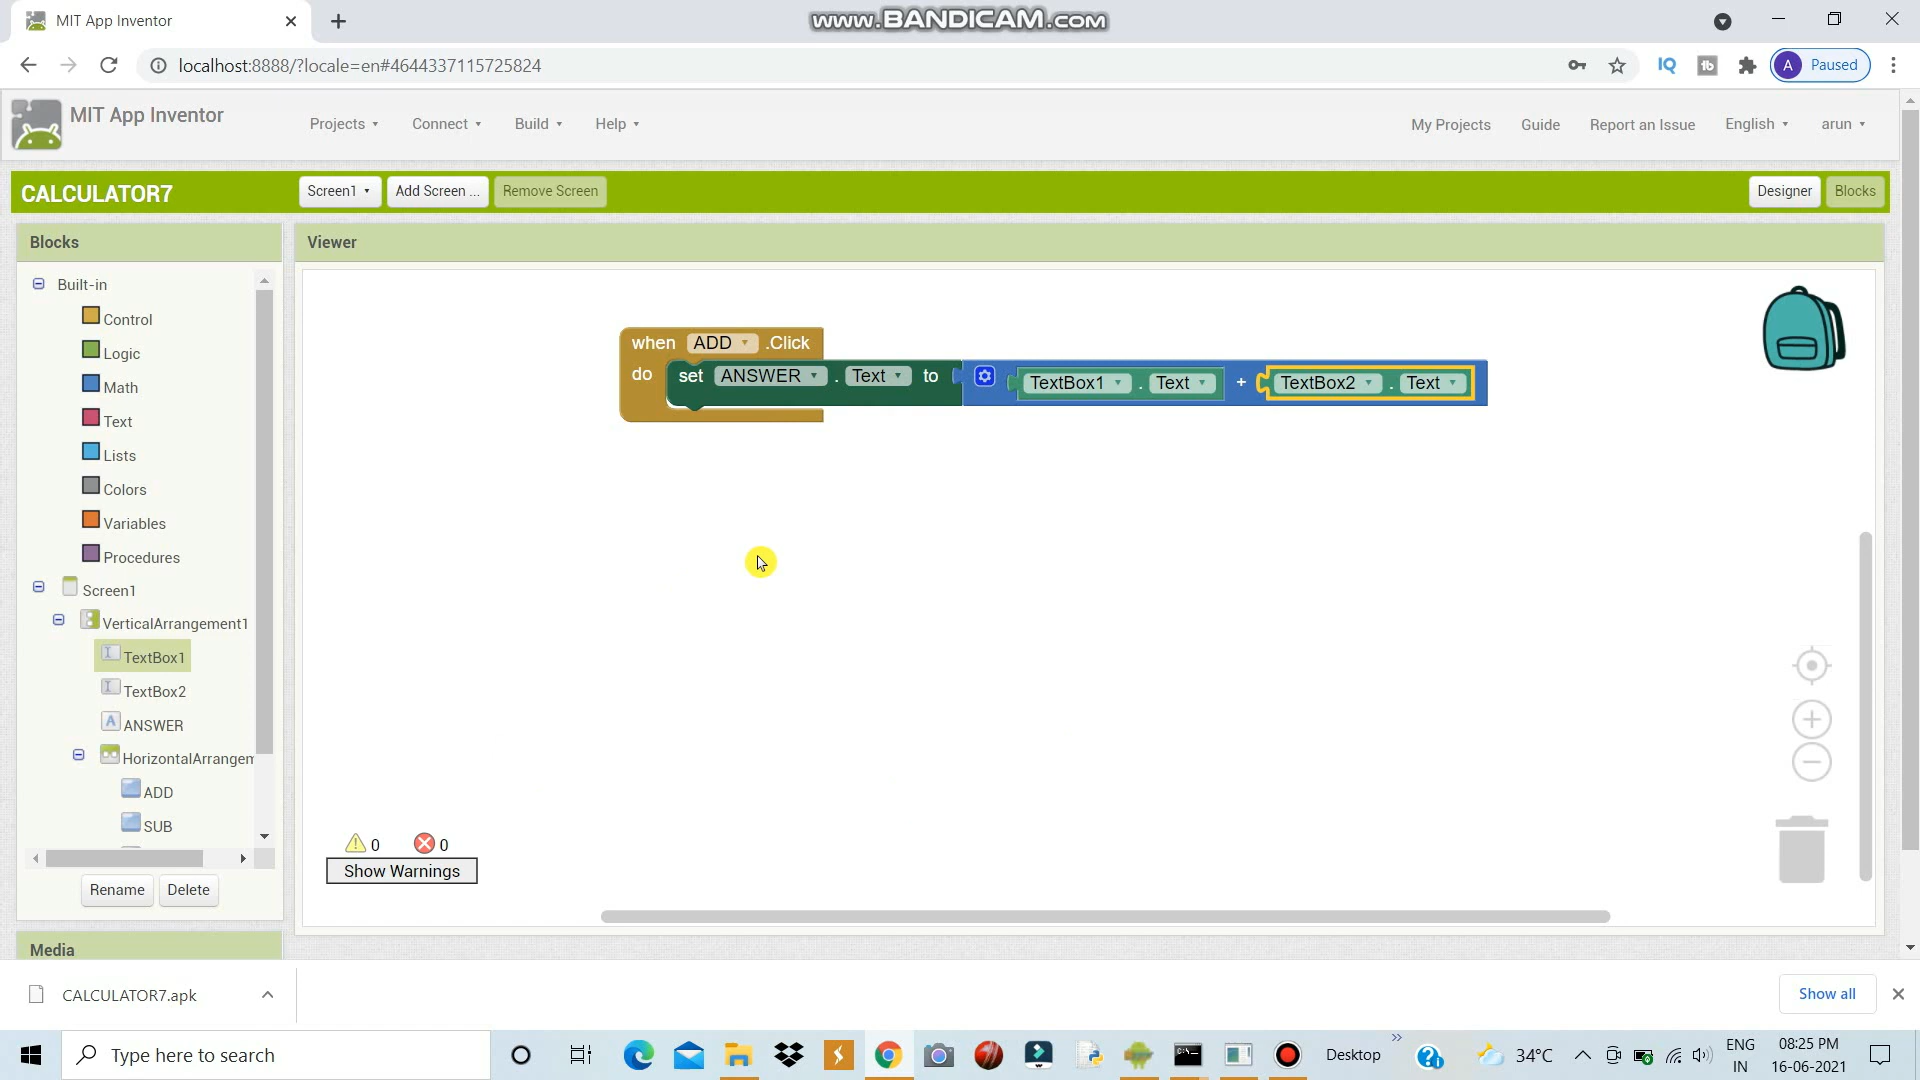 MIT App Inventor
www.BANDICAM.com
localhost:8888/?locale=en#4644337115725824
IQ
tb
A Paused
MIT App Inventor
Projects
Connect
Build
Help
My Projects
Guide
Report an Issue
English
arun
CALCULATOR7
Screen1
Add Screen ...
Remove Screen
Designer
Blocks
Blocks
Viewer
Built-in
Control
Logic
Math
Text
Lists
Colors
Variables
Procedures
Screen1
VerticalArrangement1
TextBox1
TextBox2
ANSWER
HorizontalArrangem
ADD
SUB
Rename
Delete
Media
when ADD .Click
do set ANSWER . Text to TextBox1 . Text + TextBox2 . Text
0 0
Show Warnings
CALCULATOR7.apk
Show all
Type here to search
Desktop
34°C
ENG
IN
08:25 PM
16-06-2021